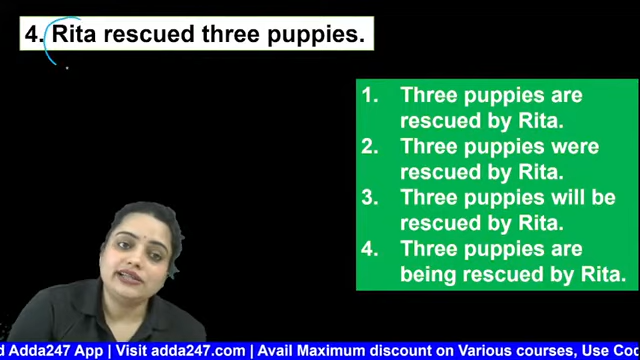 4. Rita rescued three puppies.
1. Three puppies are
rescued by Rita.
2. Three puppies were
rescued by Rita.
3. Three puppies will be
rescued by Rita.
4. Three puppies are
being rescued by Rita.
d Adda247 App | Visit adda247.com | Avail Maximum discount on Various courses, Use Cod